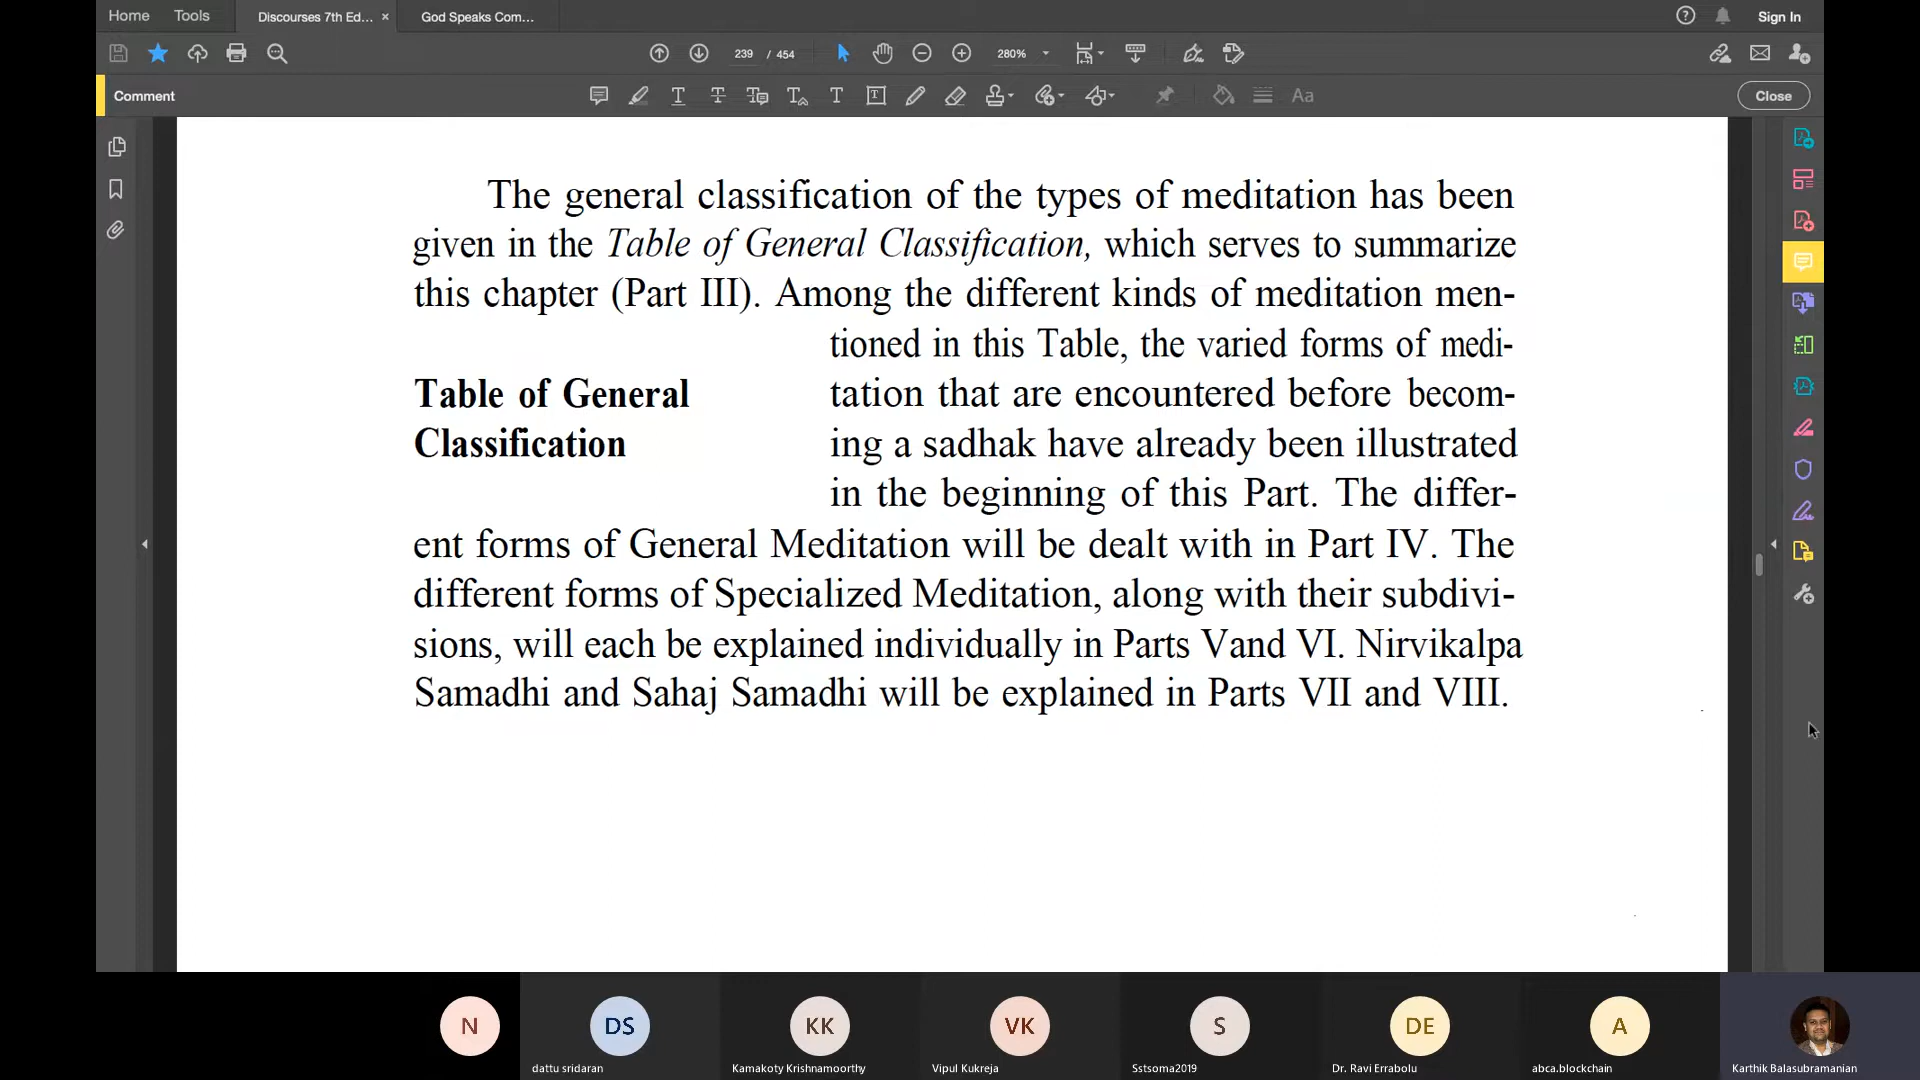 Home Tools Discourses 7th Ed... × God Speaks Com... Sign In
239 / 454 280%
Comment Close
The general classification of the types of meditation has been
given in the Table of General Classification, which serves to summarize
this chapter (Part III). Among the different kinds of meditation men-
tioned in this Table, the varied forms of medi-
Table of General
Classification
tation that are encountered before becom-
ing a sadhak have already been illustrated
in the beginning of this Part. The differ-
ent forms of General Meditation will be dealt with in Part IV. The
different forms of Specialized Meditation, along with their subdivi-
sions, will each be explained individually in Parts Vand VI. Nirvikalpa
Samadhi and Sahaj Samadhi will be explained in Parts VII and VIII.
N DS KK VK S DE A
dattu sridaran Kamakoty Krishnamoorthy Vipul Kukreja Sstsoma2019 Dr. Ravi Errabolu abca.blockchain Karthik Balasubramanian